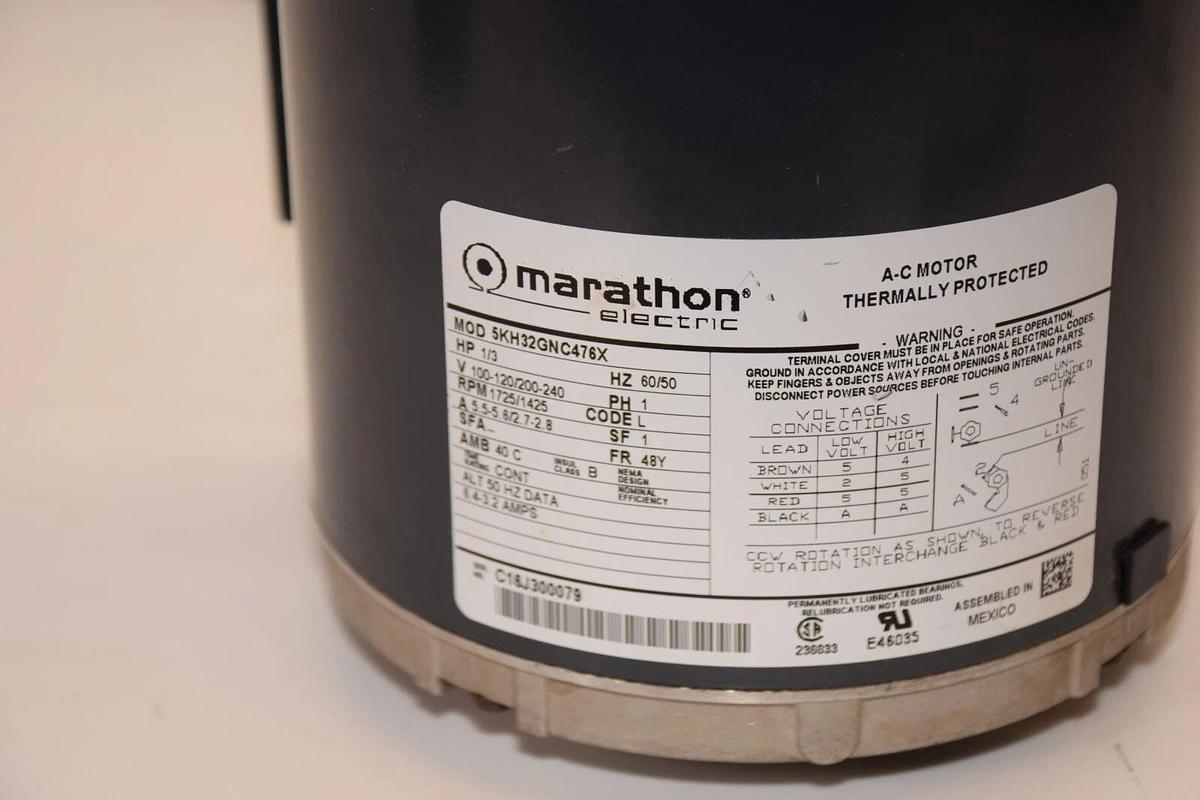 marathon®
electric
A-C MOTOR
THERMALLY PROTECTED
MOD 5KH32GNC476X
HP 1/3 HZ 60/50
V 100-120/200-240 PH 1
RPM 1725/1425 CODE L
A 5.5-5.6/2.7-2.8 SF 1
SFA – FR 48Y
AMB 40 C INSUL CLASS B NEMA DESIGN
TIME RATING CONT NOMINAL EFFICIENCY
ALT 50 HZ DATA
6.4-3.2 AMPS
- WARNING -
TERMINAL COVER MUST BE IN PLACE FOR SAFE OPERATION.
GROUND IN ACCORDANCE WITH LOCAL & NATIONAL ELECTRICAL CODES.
KEEP FINGERS & OBJECTS AWAY FROM OPENINGS & ROTATING PARTS.
DISCONNECT POWER SOURCES BEFORE TOUCHING INTERNAL PARTS.
VOLTAGE
CONNECTIONS
LEAD LOW VOLT HIGH VOLT
BROWN 5 4
WHITE 2 5
RED 5 5
BLACK A A
5
4
UN-
GROUNDED
LINE
LINE
2
A
CCW ROTATION AS SHOWN, TO REVERSE
ROTATION INTERCHANGE BLACK & RED
C16J300079
PERMANENTLY LUBRICATED BEARINGS,
RELUBRICATION NOT REQUIRED.
236633
E46035
ASSEMBLED IN
MEXICO